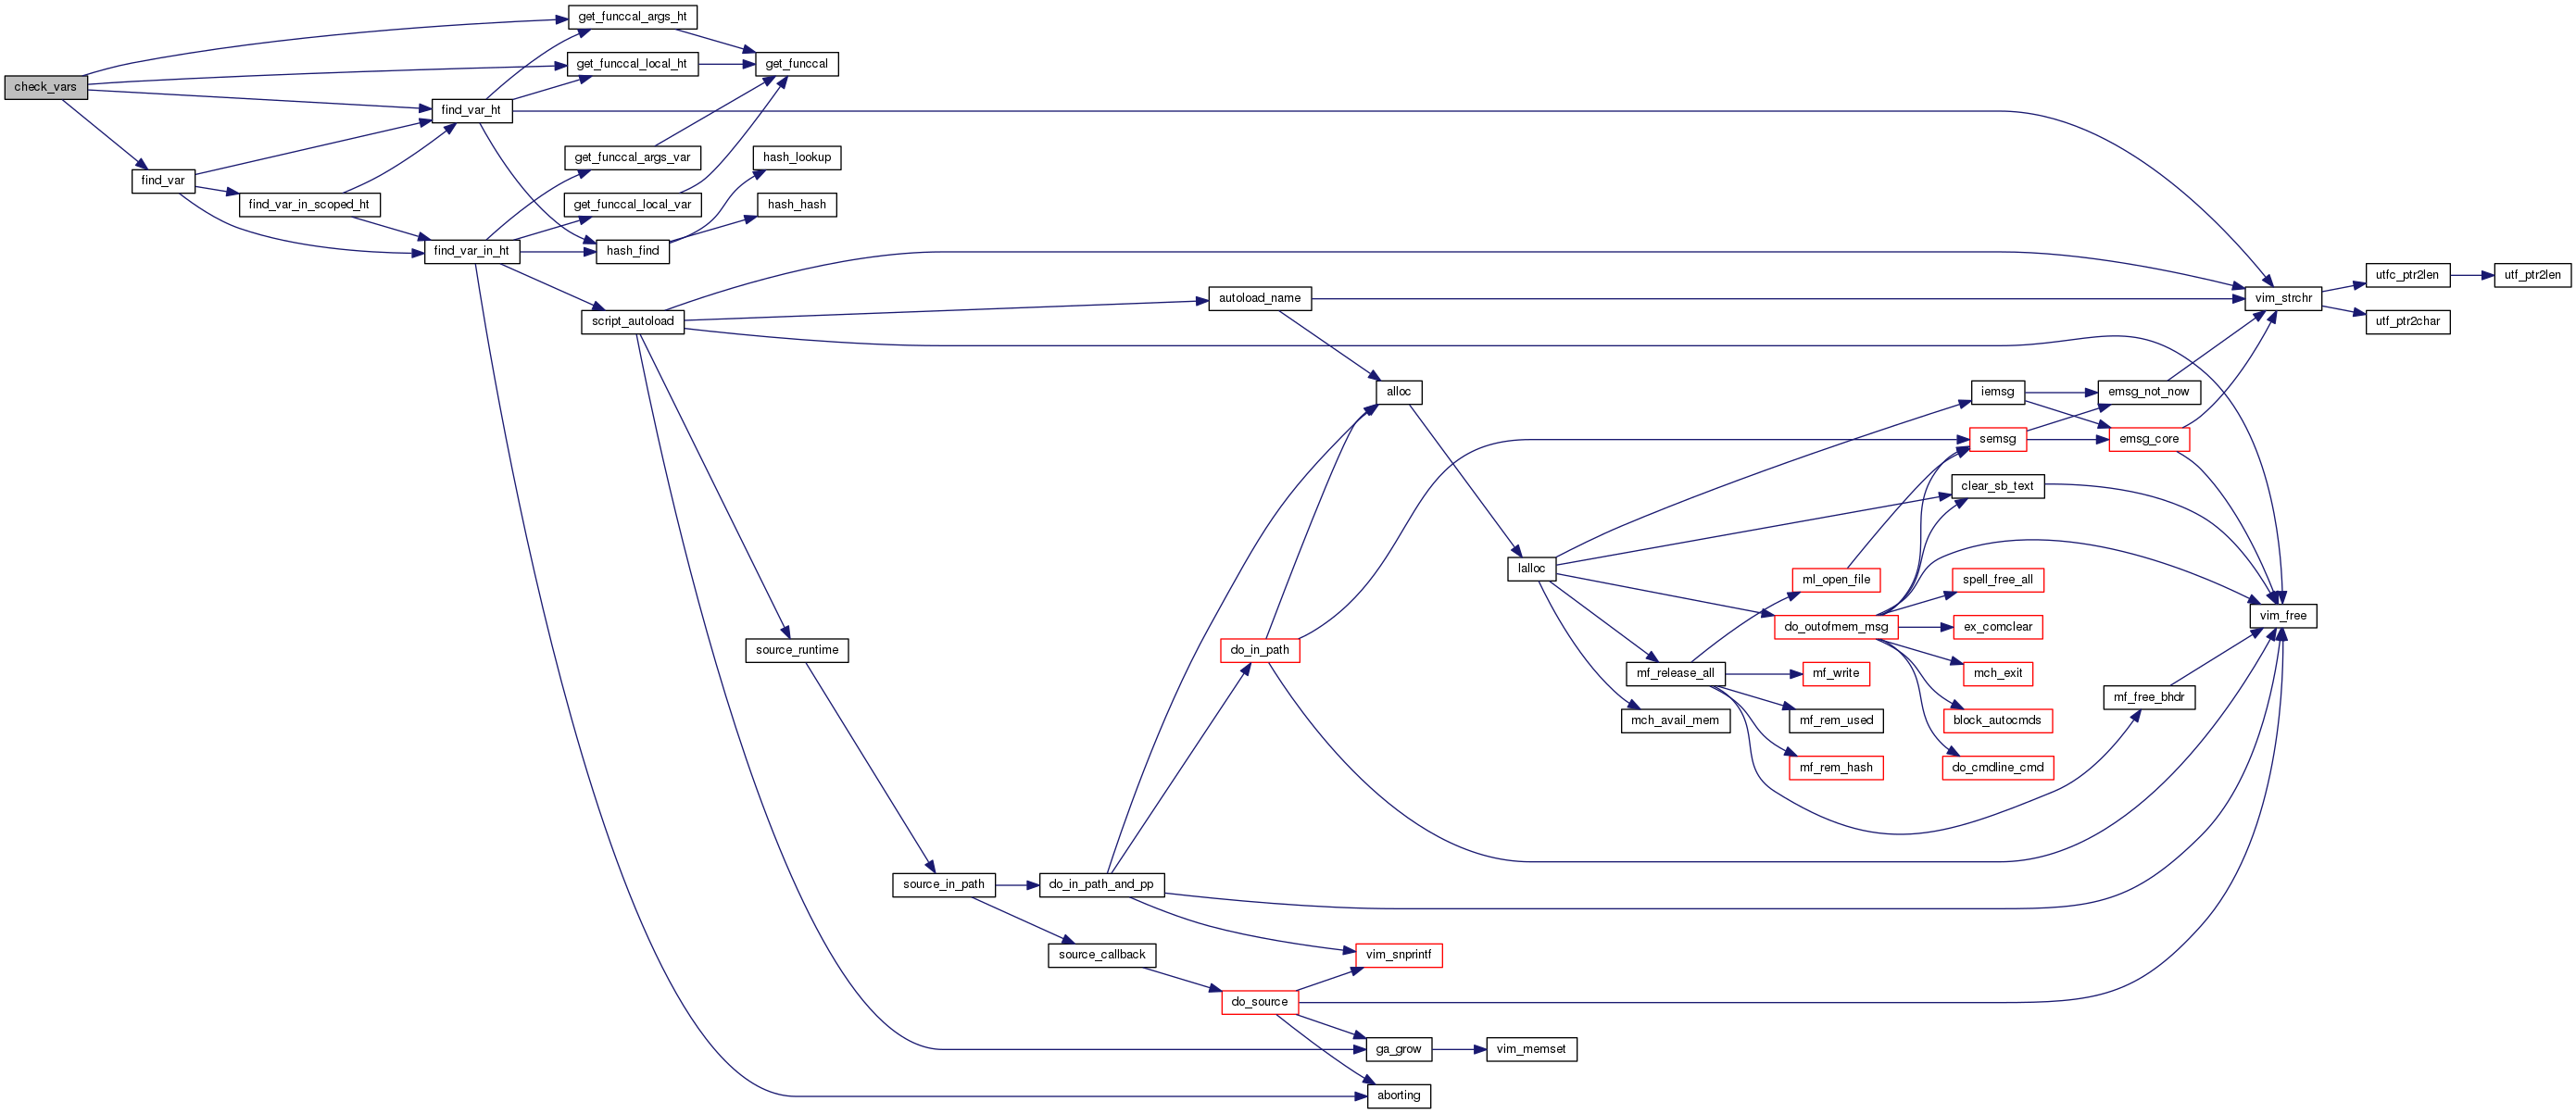 check_vars
find_var
find_var_in_scoped_ht
find_var_ht
find_var_in_ht
get_funccal_args_ht
get_funccal_local_ht
get_funccal_args_var
get_funccal_local_var
hash_find
script_autoload
get_funccal
hash_lookup
hash_hash
source_runtime
source_in_path
do_in_path_and_pp
source_callback
autoload_name
do_in_path
do_source
alloc
vim_snprintf
ga_grow
aborting
lalloc
vim_memset
mf_release_all
mch_avail_mem
ml_open_file
do_outofmem_msg
mf_write
mf_rem_used
mf_rem_hash
iemsg
semsg
clear_sb_text
spell_free_all
ex_comclear
mch_exit
block_autocmds
do_cmdline_cmd
emsg_not_now
emsg_core
mf_free_bhdr
vim_strchr
vim_free
utfc_ptr2len
utf_ptr2char
utf_ptr2len